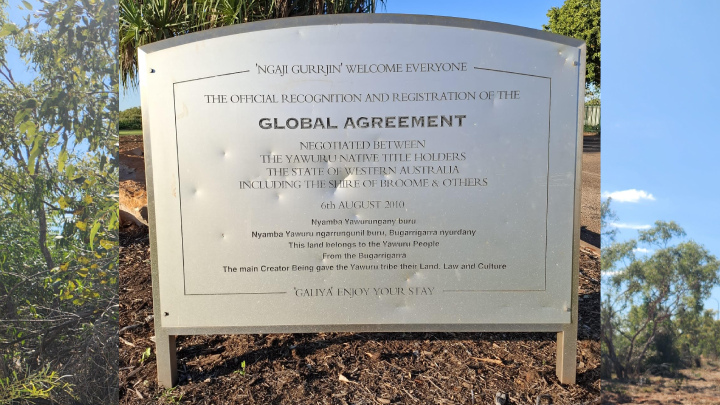 'NGAJI GURRJIN' WELCOME EVERYONE
THE OFFICIAL RECOGNITION AND REGISTRATION OF THE
GLOBAL AGREEMENT
NEGOTIATED BETWEEN
THE YAWURU NATIVE TITLE HOLDERS
THE STATE OF WESTERN AUSTRALIA
INCLUDING THE SHIRE OF BROOME & OTHERS
6th AUGUST 2010
Nyamba Yawurungany buru
Nyamba Yawuru ngarrungunil buru, Bugarrigarra nyurdany
This land belongs to the Yawuru People
From the Bugarrigarra
The main Creator Being gave the Yawuru tribe their Land, Law and Culture
'GALIYA' ENJOY YOUR STAY